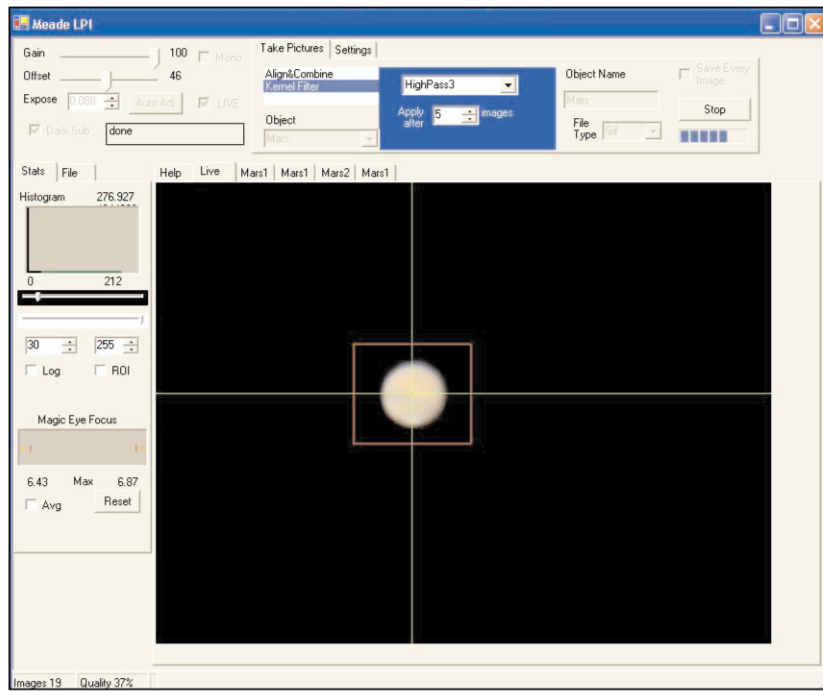 Meade LPI
Gain 100 Mono
Offset 46
Expose 0.088 Auto Adj LIVE
Dark Sub done
Take Pictures Settings
Align&Combine
Kernel Filter
Object
Mars
HighPass3
Apply after 5 images
Object Name
Mars
File Type Gif
Save Every Image
Stop
Stats File
Help Live Mars1 Mars1 Mars2 Mars1
Histogram 276.927
0 212
30 255
Log ROI
Magic Eye Focus
6.43 Max 6.87
Avg Reset
Images 19 Quality 37%